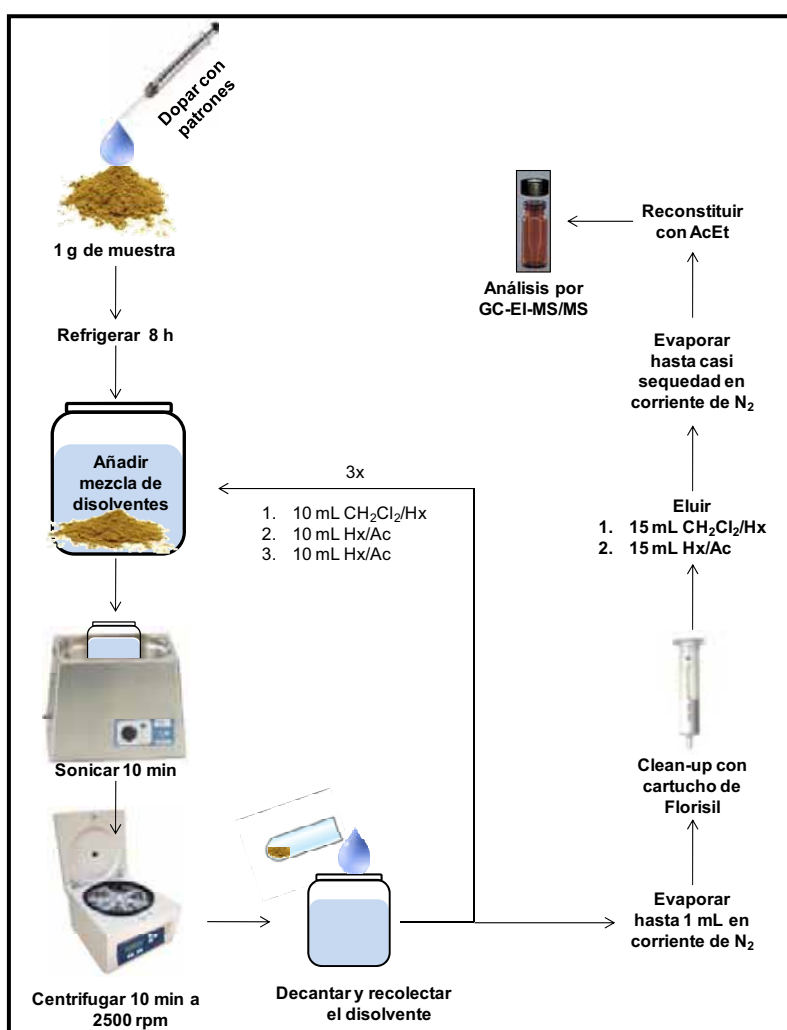 Dopar con
patrones
1 g de muestra
Refrigerar 8 h
Añadir
mezcla de
disolventes
3x
1. 10 mL CH₂Cl₂/Hx
2. 10 mL Hx/Ac
3. 10 mL Hx/Ac
Sonicar 10 min
Centrifugar 10 min a
2500 rpm
Decantar y recolectar
el disolvente
Evaporar
hasta 1 mL en
corriente de N₂
Clean-up con
cartucho de
Florisil
Eluir
1. 15 mL CH₂Cl₂/Hx
2. 15 mL Hx/Ac
Evaporar
hasta casi
sequedad en
corriente de N₂
Reconstituir
con AcEt
Análisis por
GC-EI-MS/MS